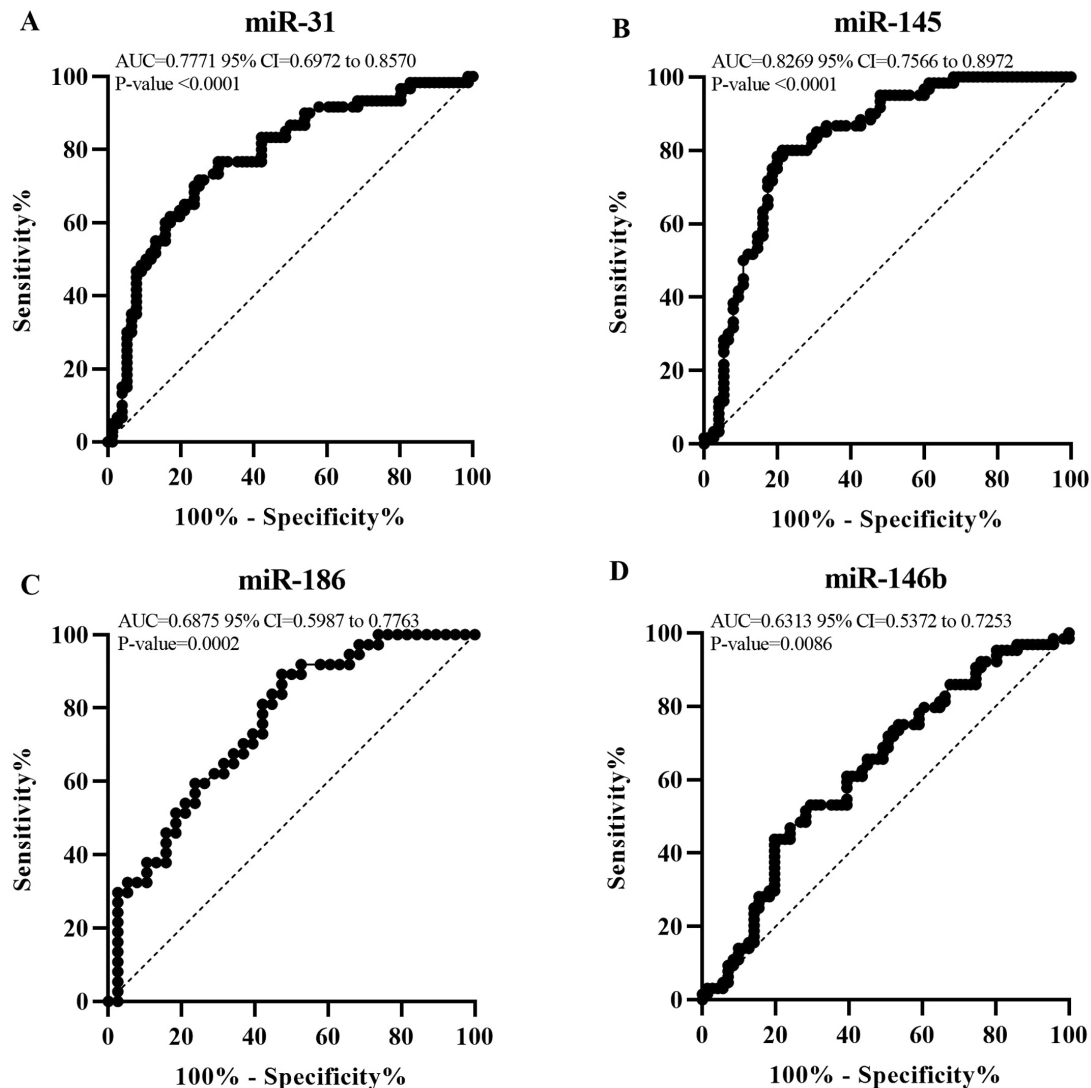 A
miR-31
AUC=0.7771 95% CI=0.6972 to 0.8570
P-value <0.0001
100
80
60
40
20
0
Sensitivity%
0 20 40 60 80 100
100% - Specificity%
B
miR-145
AUC=0.8269 95% CI=0.7566 to 0.8972
P-value <0.0001
100
80
60
40
20
0
Sensitivity%
0 20 40 60 80 100
100% - Specificity%
C
miR-186
AUC=0.6875 95% CI=0.5987 to 0.7763
P-value=0.0002
100
80
60
40
20
0
Sensitivity%
0 20 40 60 80 100
100% - Specificity%
D
miR-146b
AUC=0.6313 95% CI=0.5372 to 0.7253
P-value=0.0086
100
80
60
40
20
0
Sensitivity%
0 20 40 60 80 100
100% - Specificity%